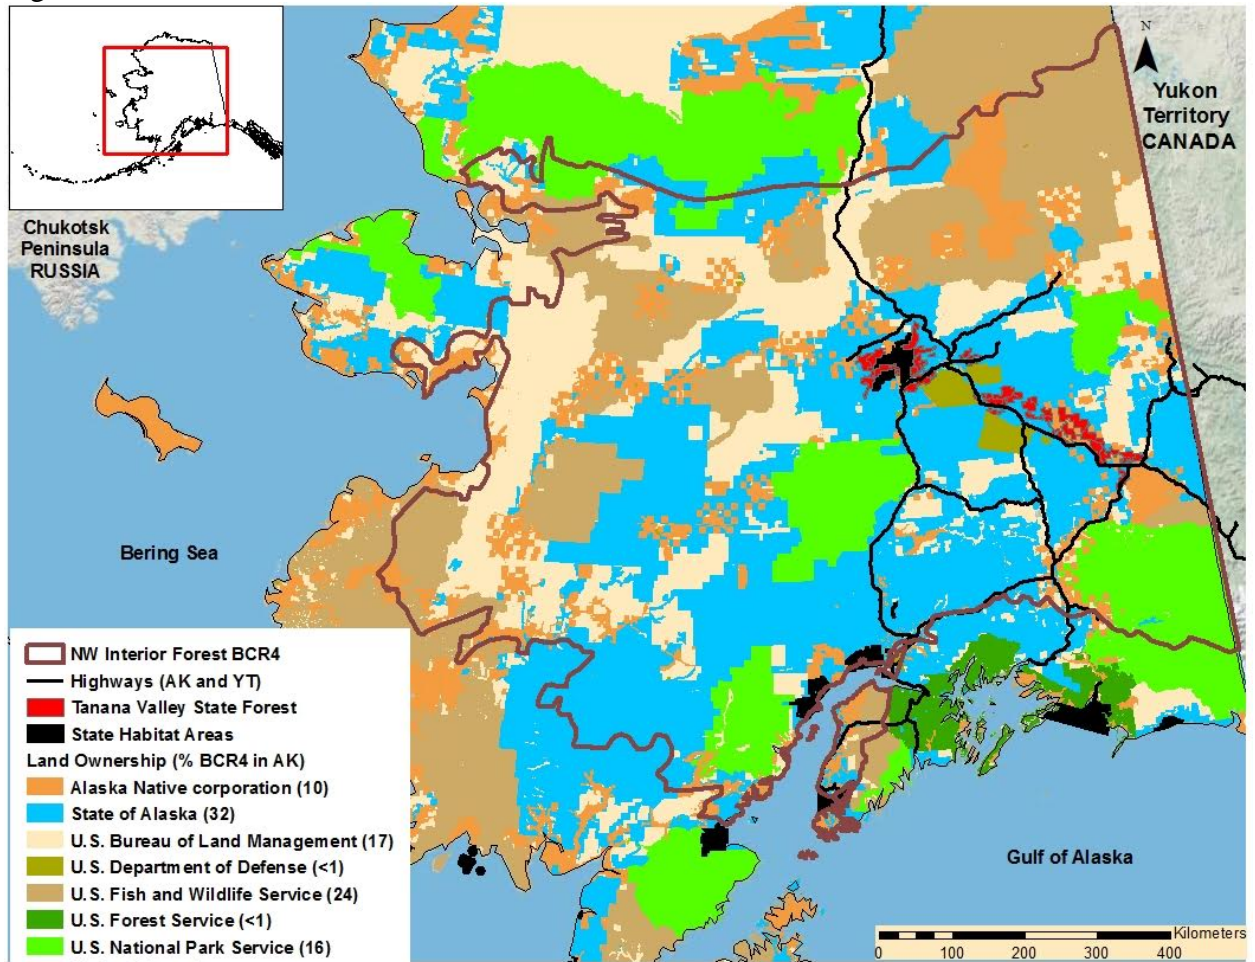 N
Yukon
Territory
CANADA
Chukotsk
Peninsula
RUSSIA
Bering Sea
Gulf of Alaska
NW Interior Forest BCR4
Highways (AK and YT)
Tanana Valley State Forest
State Habitat Areas
Land Ownership (% BCR4 in AK)
Alaska Native corporation (10)
State of Alaska (32)
U.S. Bureau of Land Management (17)
U.S. Department of Defense (<1)
U.S. Fish and Wildlife Service (24)
U.S. Forest Service (<1)
U.S. National Park Service (16)
Kilometers
0 100 200 300 400